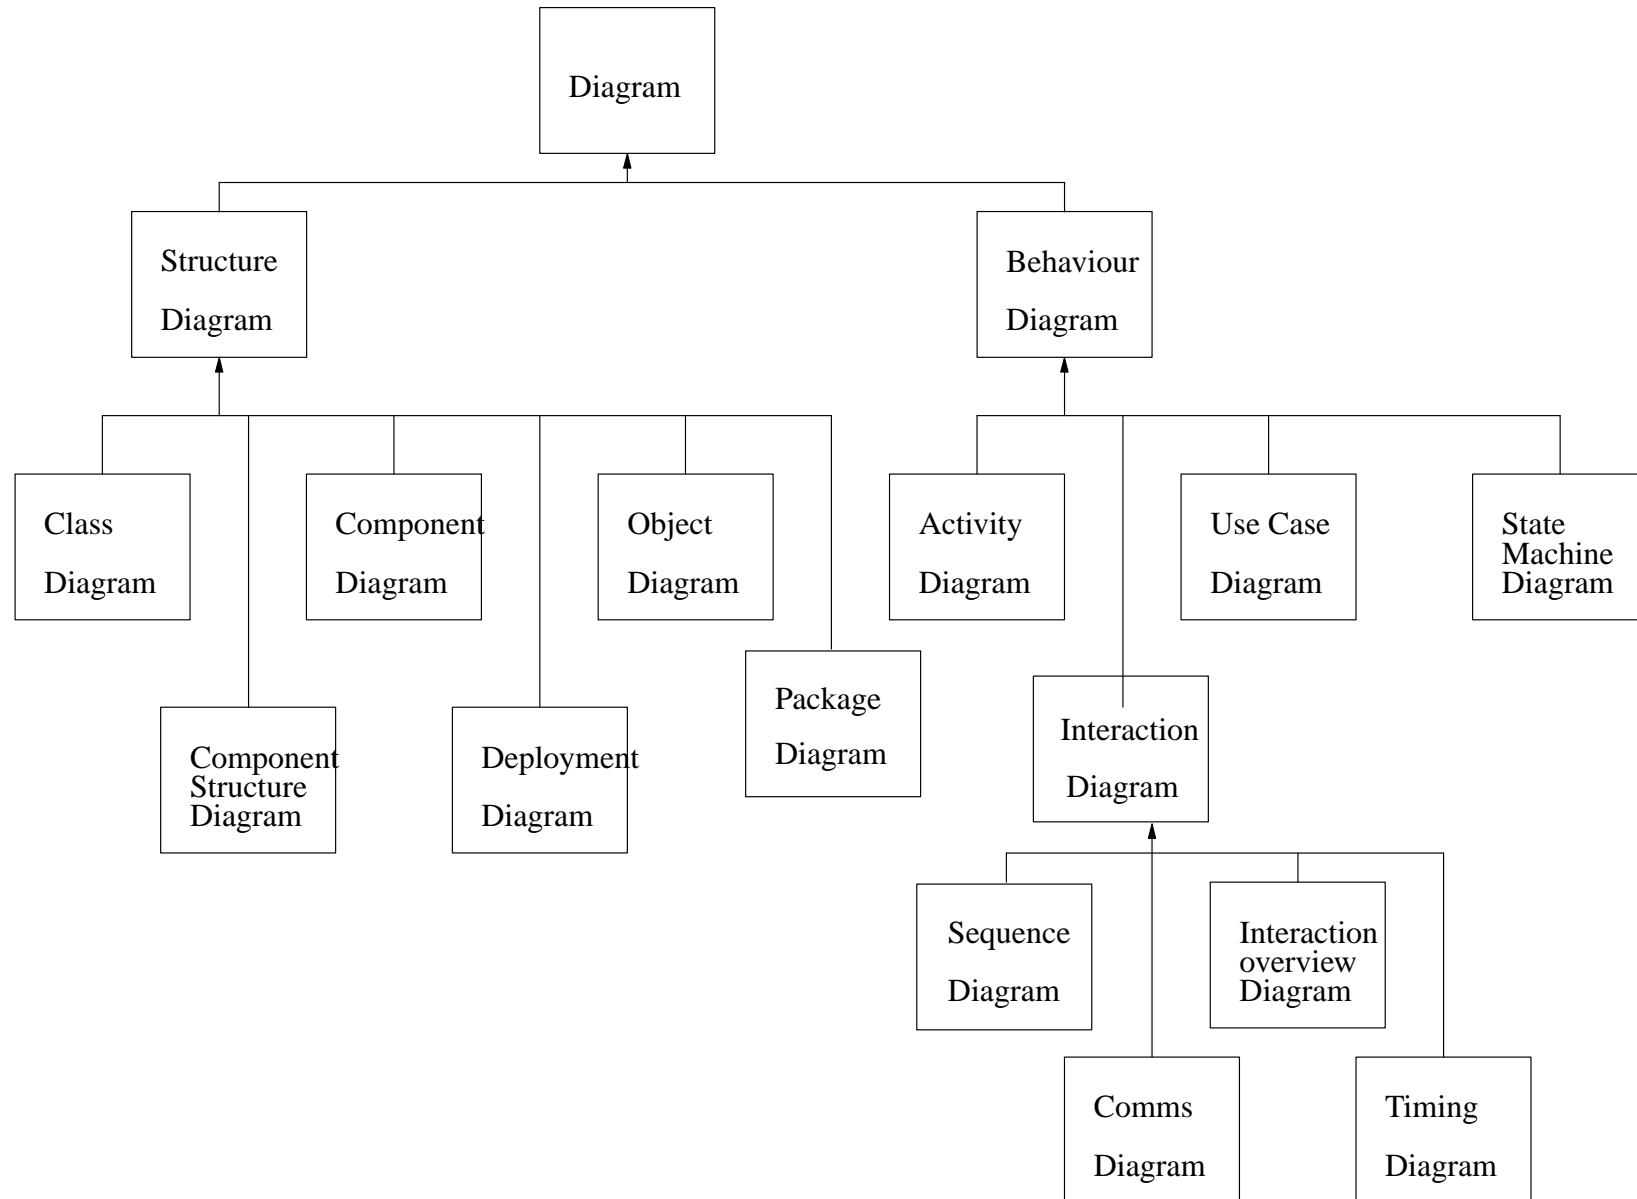 Diagram
Structure
Diagram
Behaviour
Diagram
Class
Diagram
Component
Diagram
Object
Diagram
Activity
Diagram
Use Case
Diagram
State
Machine
Diagram
Component
Structure
Diagram
Deployment
Diagram
Package
Diagram
Interaction
Diagram
Sequence
Diagram
Interaction
overview
Diagram
Comms
Diagram
Timing
Diagram